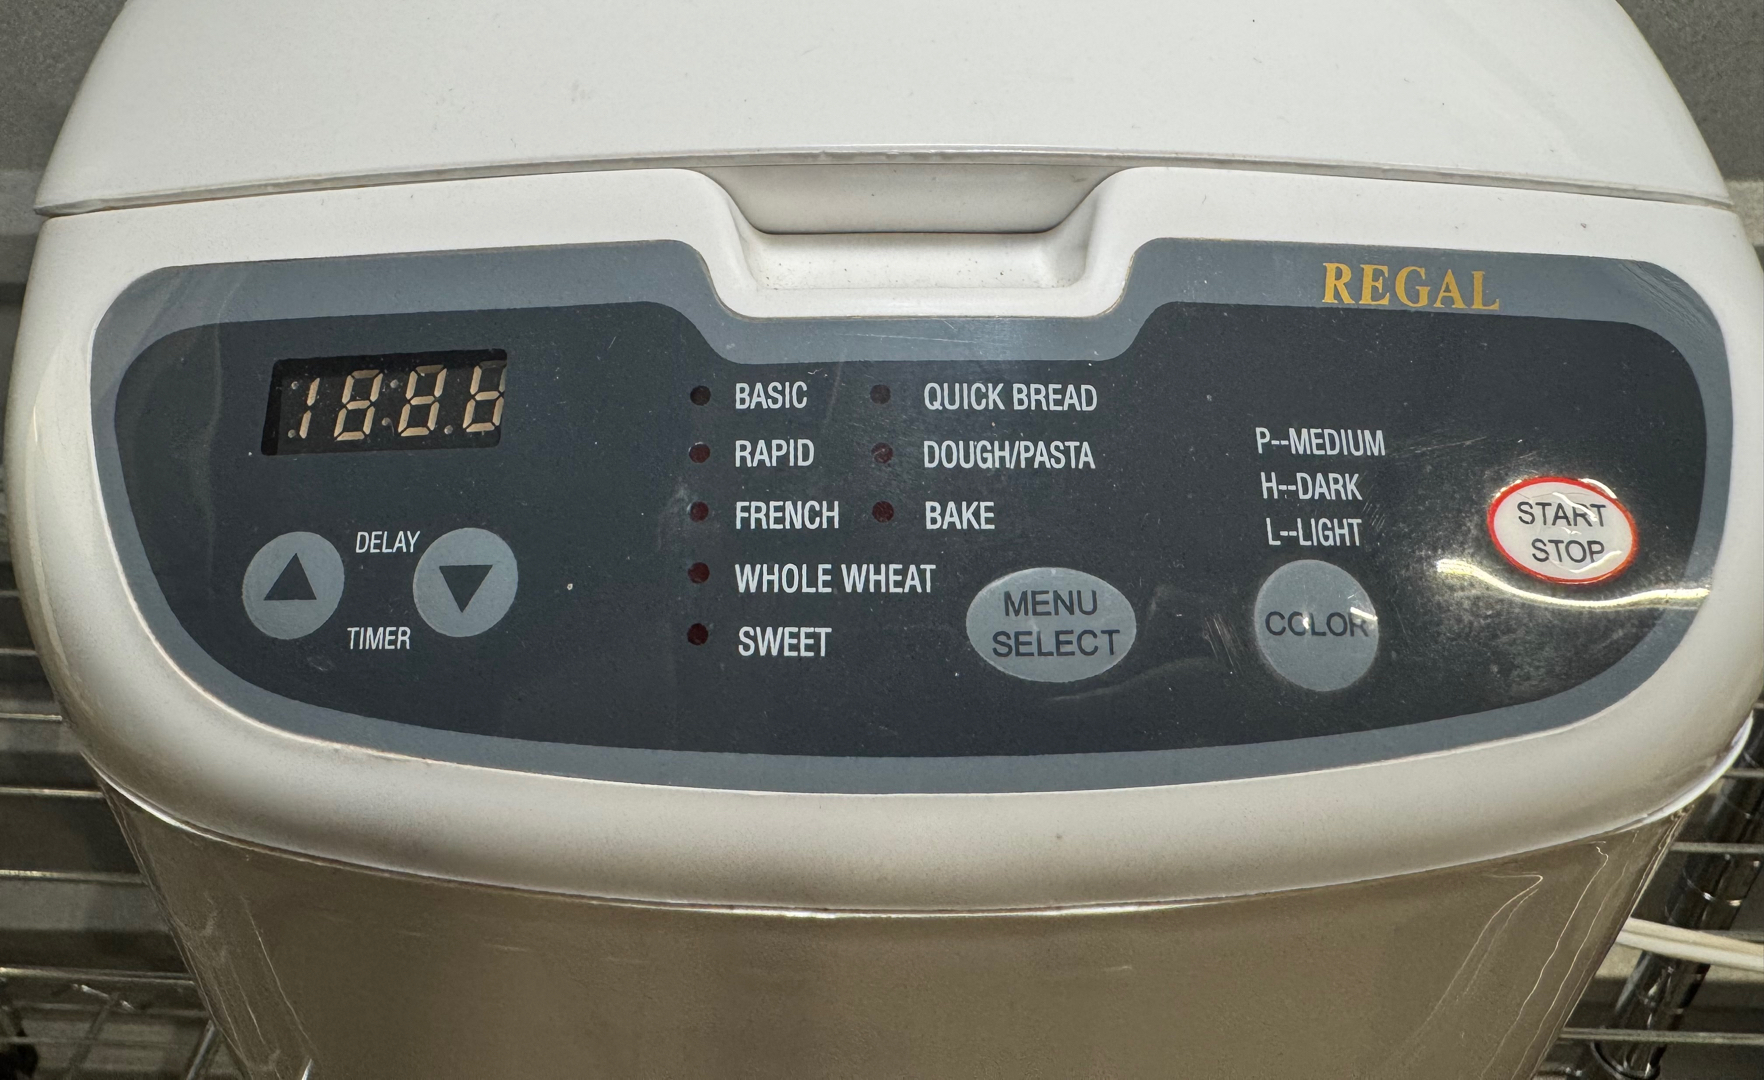 REGAL
BASIC
RAPID
FRENCH
WHOLE WHEAT
SWEET
QUICK BREAD
DOUGH/PASTA
BAKE
P--MEDIUM
H--DARK
L--LIGHT
DELAY
TIMER
MENU
SELECT
COLOR
START
STOP